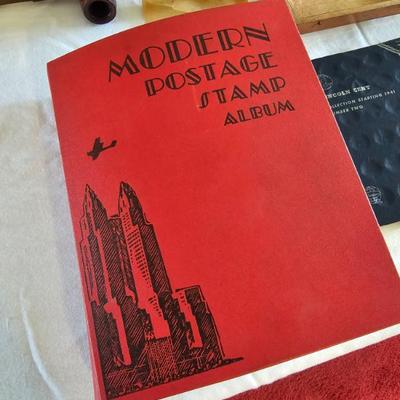 MODERN
POSTAGE
STAMP
ALBUM
LINCOLN CENT
COLLECTION STARTING 1941
NUMBER TWO